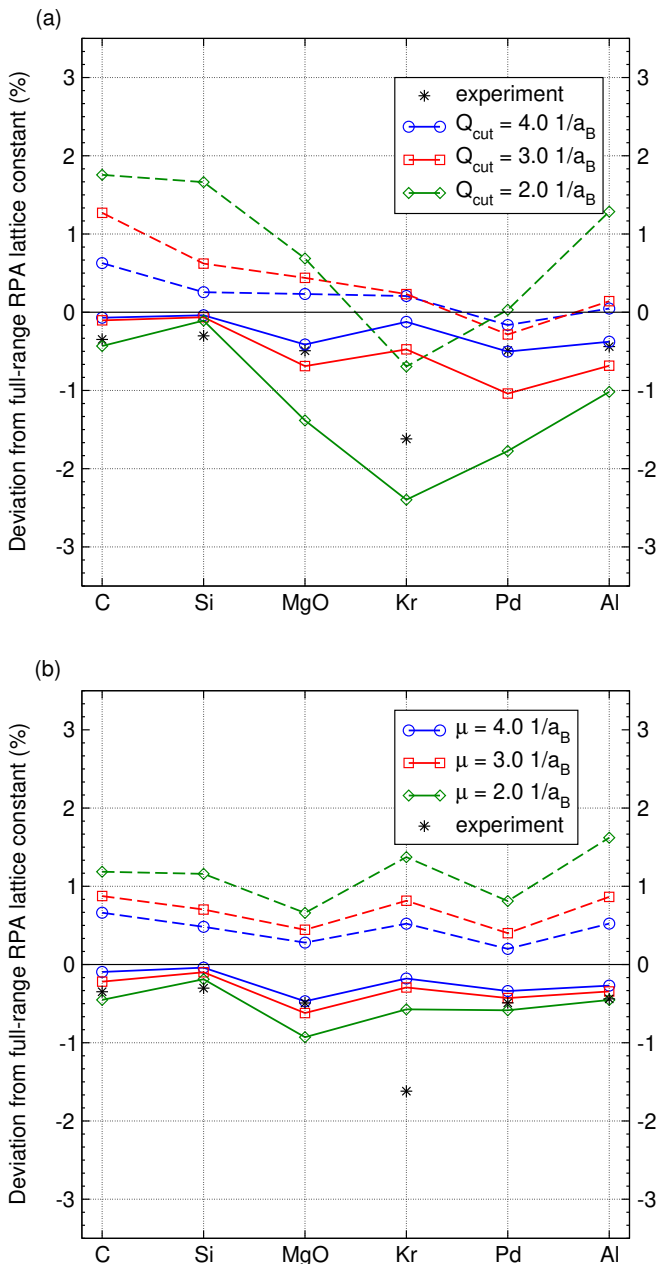 (a)
Deviation from full-range RPA lattice constant (%)
3
2
1
0
-1
-2
-3
3
2
1
0
-1
-2
-3
experiment
Q_cut = 4.0 1/a_B
Q_cut = 3.0 1/a_B
Q_cut = 2.0 1/a_B
C Si MgO Kr Pd Al
(b)
Deviation from full-range RPA lattice constant (%)
3
2
1
0
-1
-2
-3
3
2
1
0
-1
-2
-3
μ = 4.0 1/a_B
μ = 3.0 1/a_B
μ = 2.0 1/a_B
experiment
C Si MgO Kr Pd Al